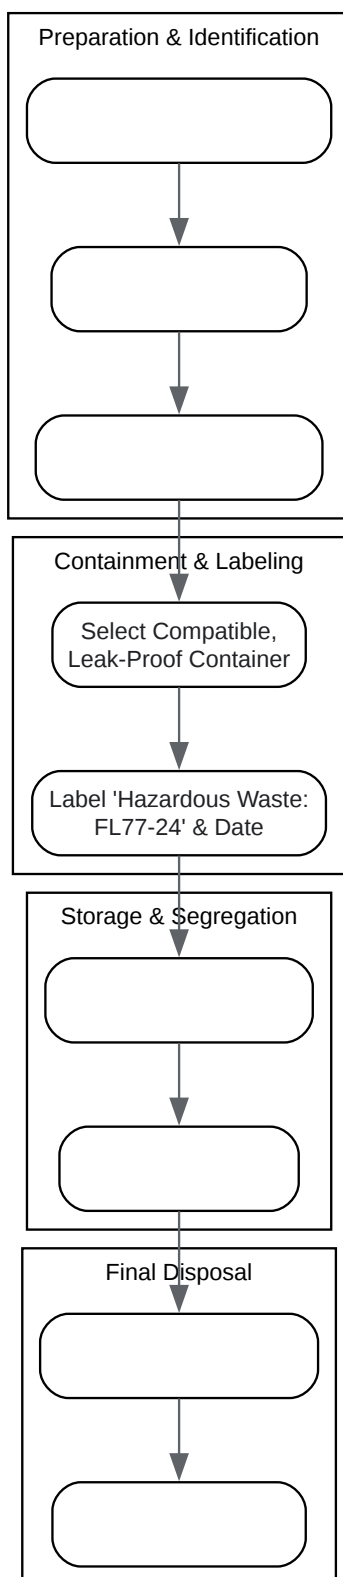 Preparation & Identification
Containment & Labeling
Select Compatible,
Leak-Proof Container
Label 'Hazardous Waste:
FL77-24' & Date
Storage & Segregation
Final Disposal